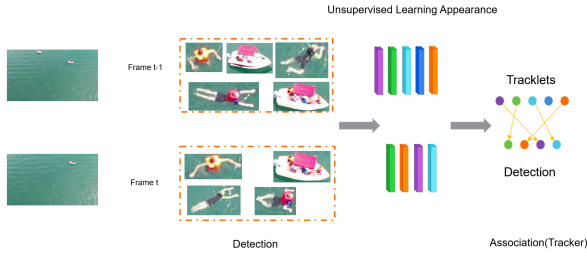 Unsupervised Learning Appearance
Frame t-1
Tracklets
Frame t
Detection
Detection
Association(Tracker)